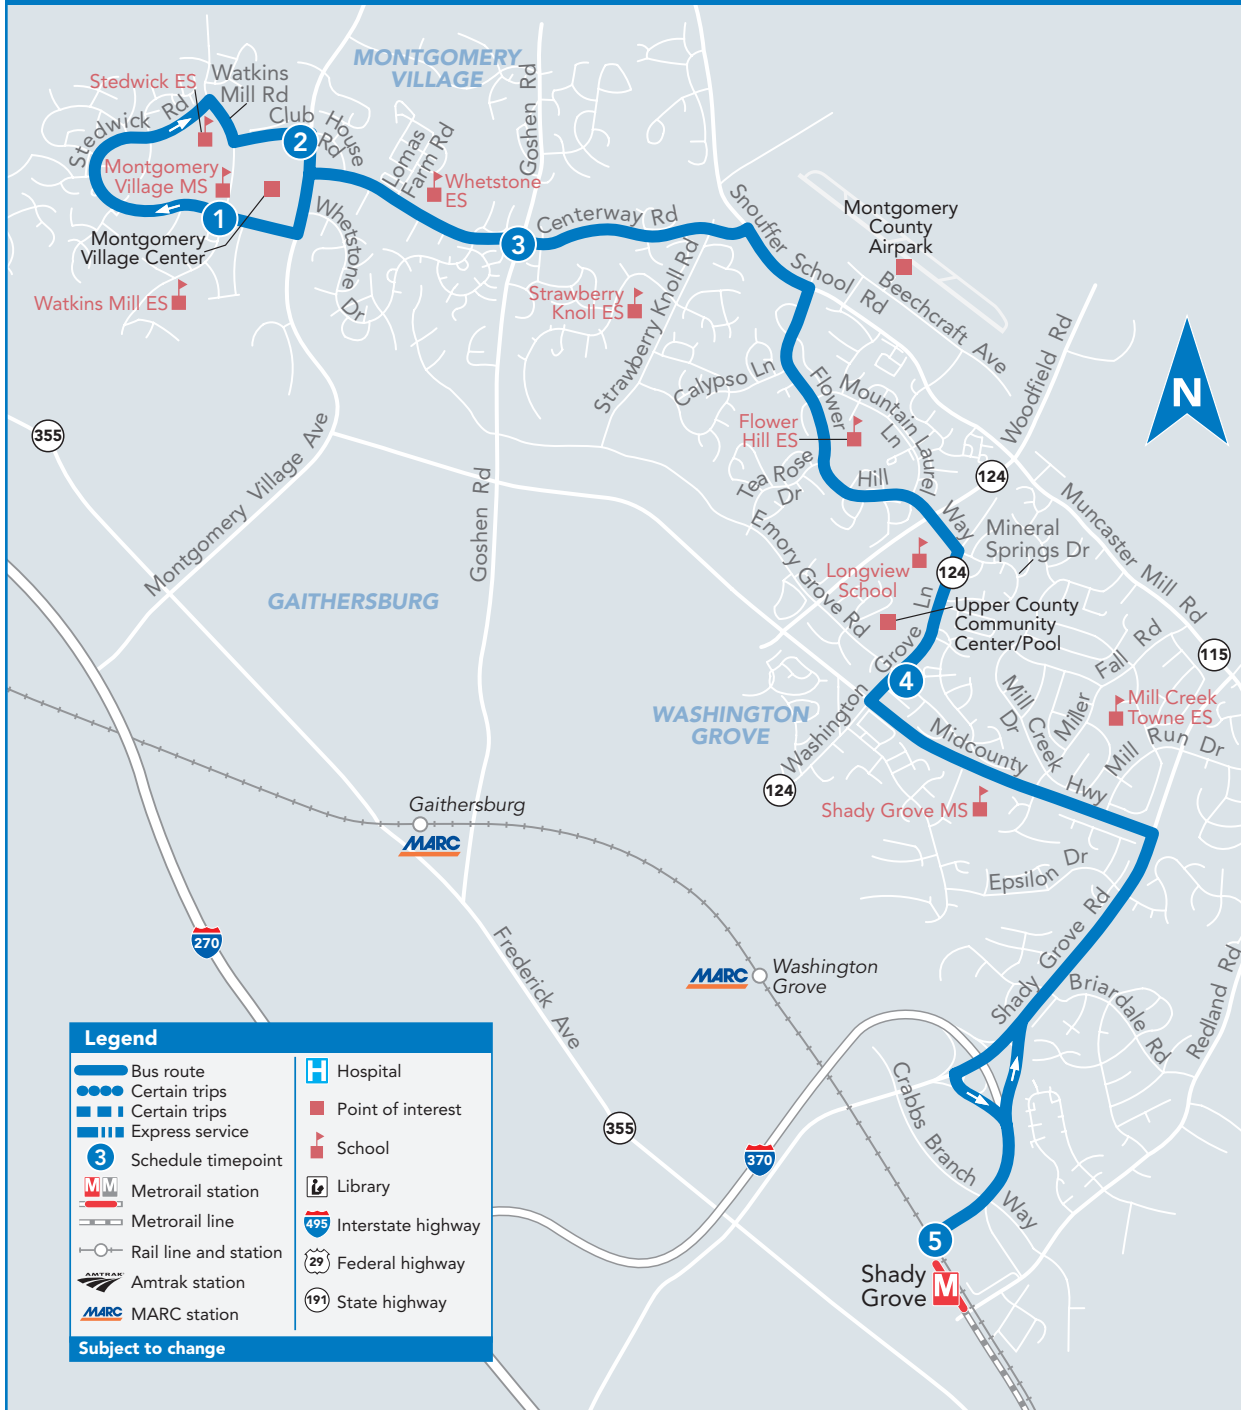 MONTGOMERY
VILLAGE
Stedwick ES
Watkins
Mill Rd
Stedwick Rd
Club House Rd
2
Goshen Rd
Lomas
Farm Rd
Montgomery
Village MS
Whetstone
ES
1
Montgomery
Village Center
Whetstone Dr
3
Centerway Rd
Snouffer School Rd
Montgomery
County
Airpark
Beechcraft Ave
Watkins Mill ES
Strawberry
Knoll ES
Strawberry Knoll Rd
Calypso Ln
Woodfield Rd
N
355
Montgomery Village Ave
Flower Hill Way
Mountain Laurel
Ln
Flower
Hill ES
Tea Rose
Dr
124
Goshen Rd
Emory Grove Rd
Mineral
Springs Dr
Muncaster Mill Rd
Longview
School
124
GAITHERSBURG
Upper County
Community
Center/Pool
Washington Grove Ln
4
115
Miller Fall Rd
Mill Creek
Dr
Mill Creek
Towne ES
WASHINGTON
GROVE
Midcounty Hwy
Mill Run Dr
124
Shady Grove MS
Gaithersburg
MARC
Epsilon Dr
Shady Grove Rd
270
Frederick Ave
MARC
Washington
Grove
Briardale Rd
Redland Rd
Crabbs Branch Way
355
370
5
Shady
Grove
M
Legend
Bus route
Certain trips
Certain trips
Express service
3 Schedule timepoint
MM Metrorail station
Metrorail line
Rail line and station
AMTRAK Amtrak station
MARC MARC station
H Hospital
Point of interest
School
Library
495 Interstate highway
29 Federal highway
191 State highway
Subject to change